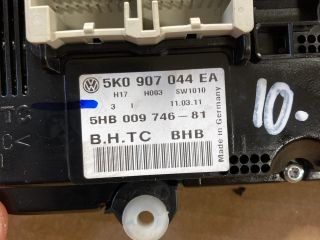 5K0 907 044 EA
H17 H003 SW1010
3 1 11.03.11
5HB 009 746-81
B.H.TC BHB
Made in Germany
10.